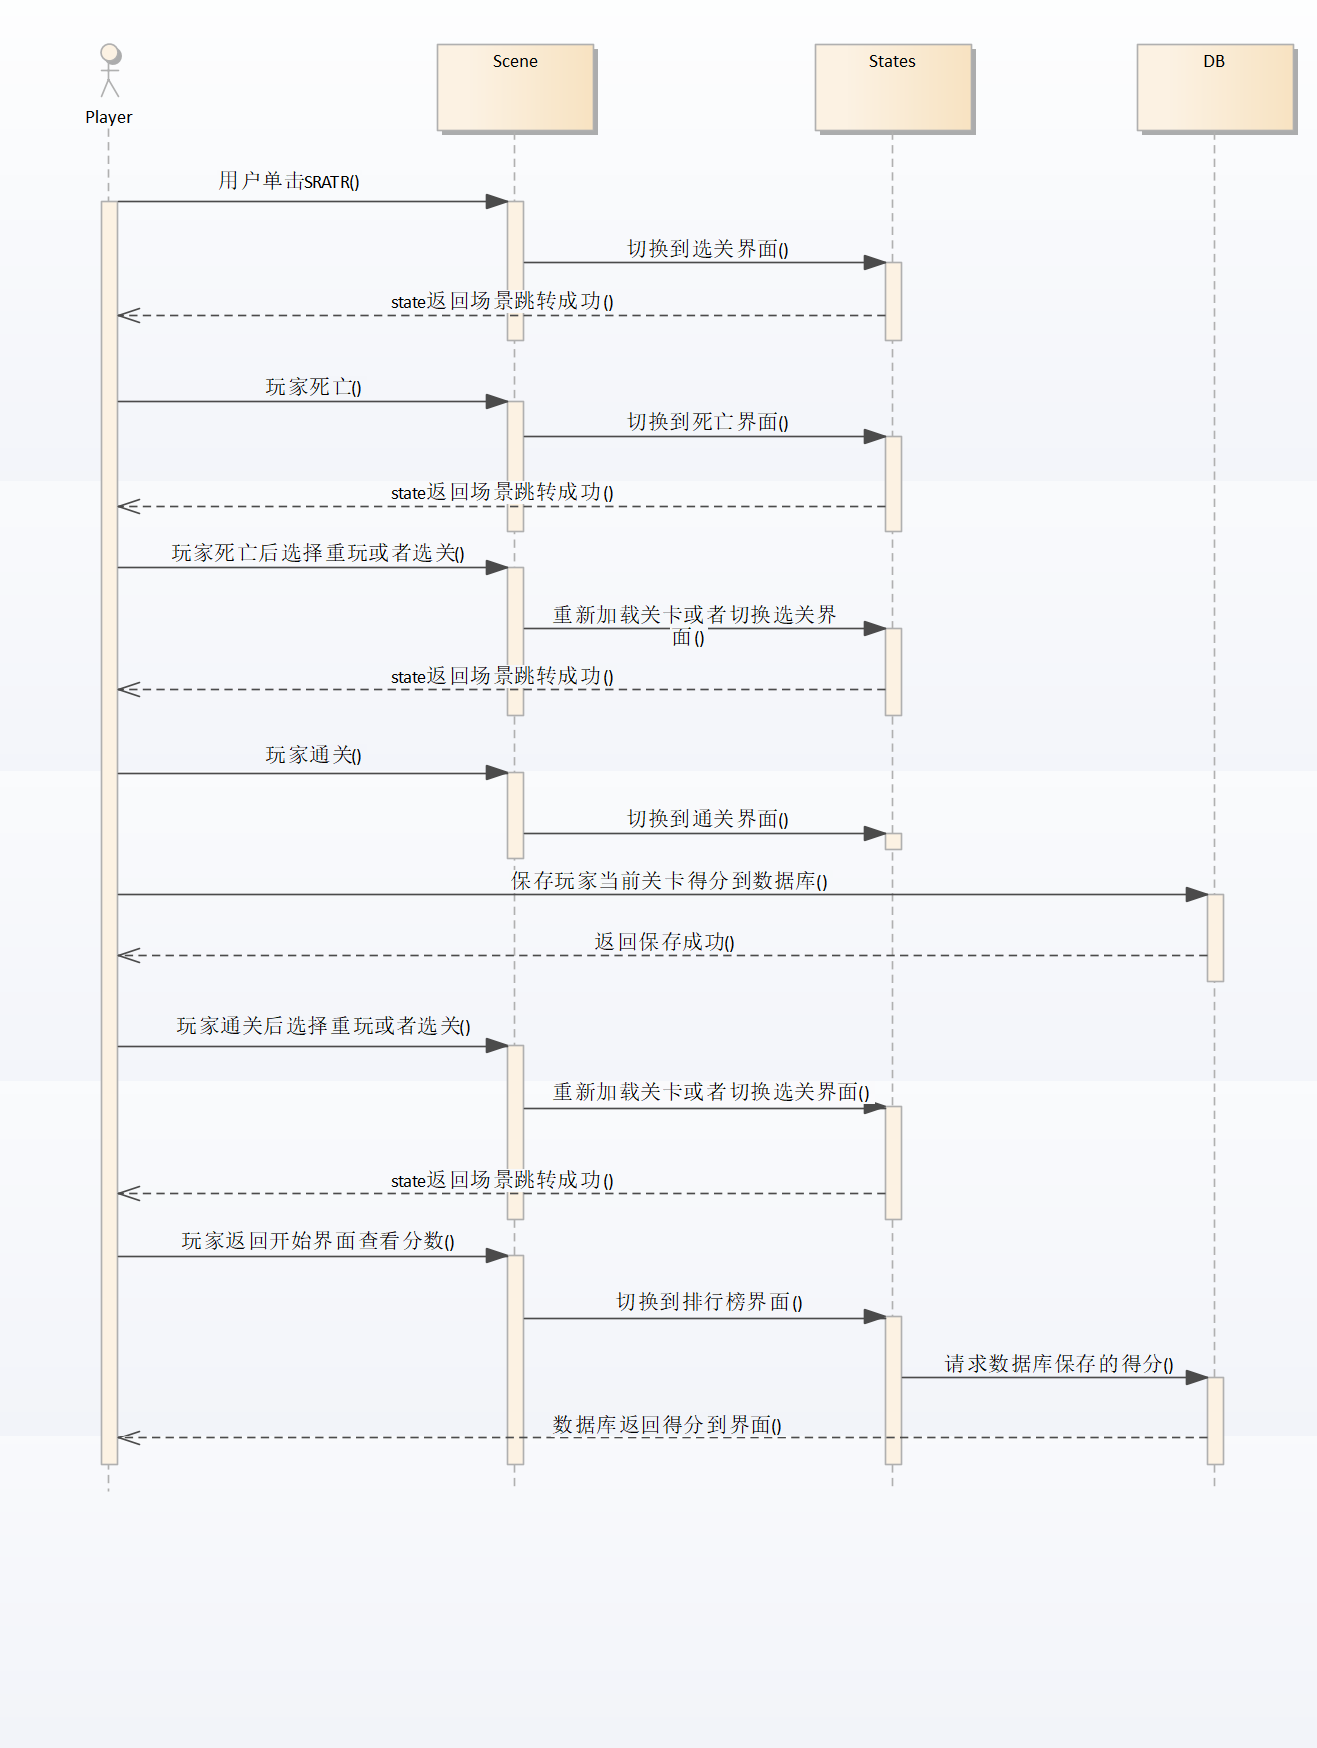 Player
Scene
States
DB
用户单击SRATR()
切换到选关界面()
state返回场景跳转成功()
玩家死亡()
切换到死亡界面()
state返回场景跳转成功()
玩家死亡后选择重玩或者选关()
重新加载关卡或者切换选关界
面()
state返回场景跳转成功()
玩家通关()
切换到通关界面()
保存玩家当前关卡得分到数据库()
返回保存成功()
玩家通关后选择重玩或者选关()
重新加载关卡或者切换选关界面()
state返回场景跳转成功()
玩家返回开始界面查看分数()
切换到排行榜界面()
请求数据库保存的得分()
数据库返回得分到界面()